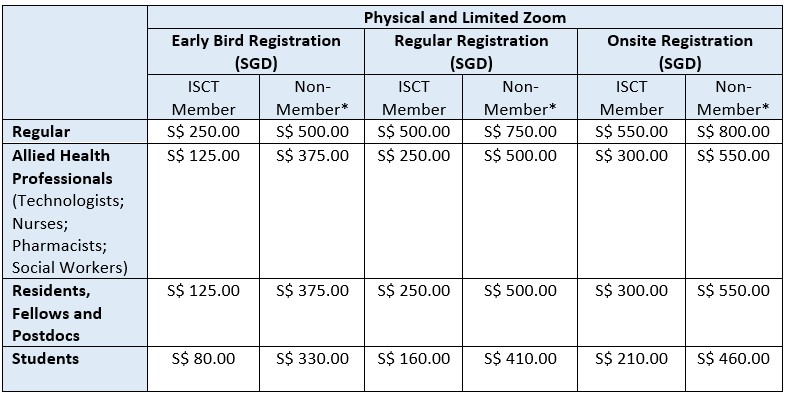 Physical and Limited Zoom
Early Bird Registration (SGD) Regular Registration (SGD) Onsite Registration (SGD)
ISCT Member Non-Member* ISCT Member Non-Member* ISCT Member Non-Member*
Regular S$ 250.00 S$ 500.00 S$ 500.00 S$ 750.00 S$ 550.00 S$ 800.00
Allied Health S$ 125.00 S$ 375.00 S$ 250.00 S$ 500.00 S$ 300.00 S$ 550.00
Professionals
(Technologists;
Nurses;
Pharmacists;
Social Workers)
Residents, S$ 125.00 S$ 375.00 S$ 250.00 S$ 500.00 S$ 300.00 S$ 550.00
Fellows and
Postdocs
Students S$ 80.00 S$ 330.00 S$ 160.00 S$ 410.00 S$ 210.00 S$ 460.00